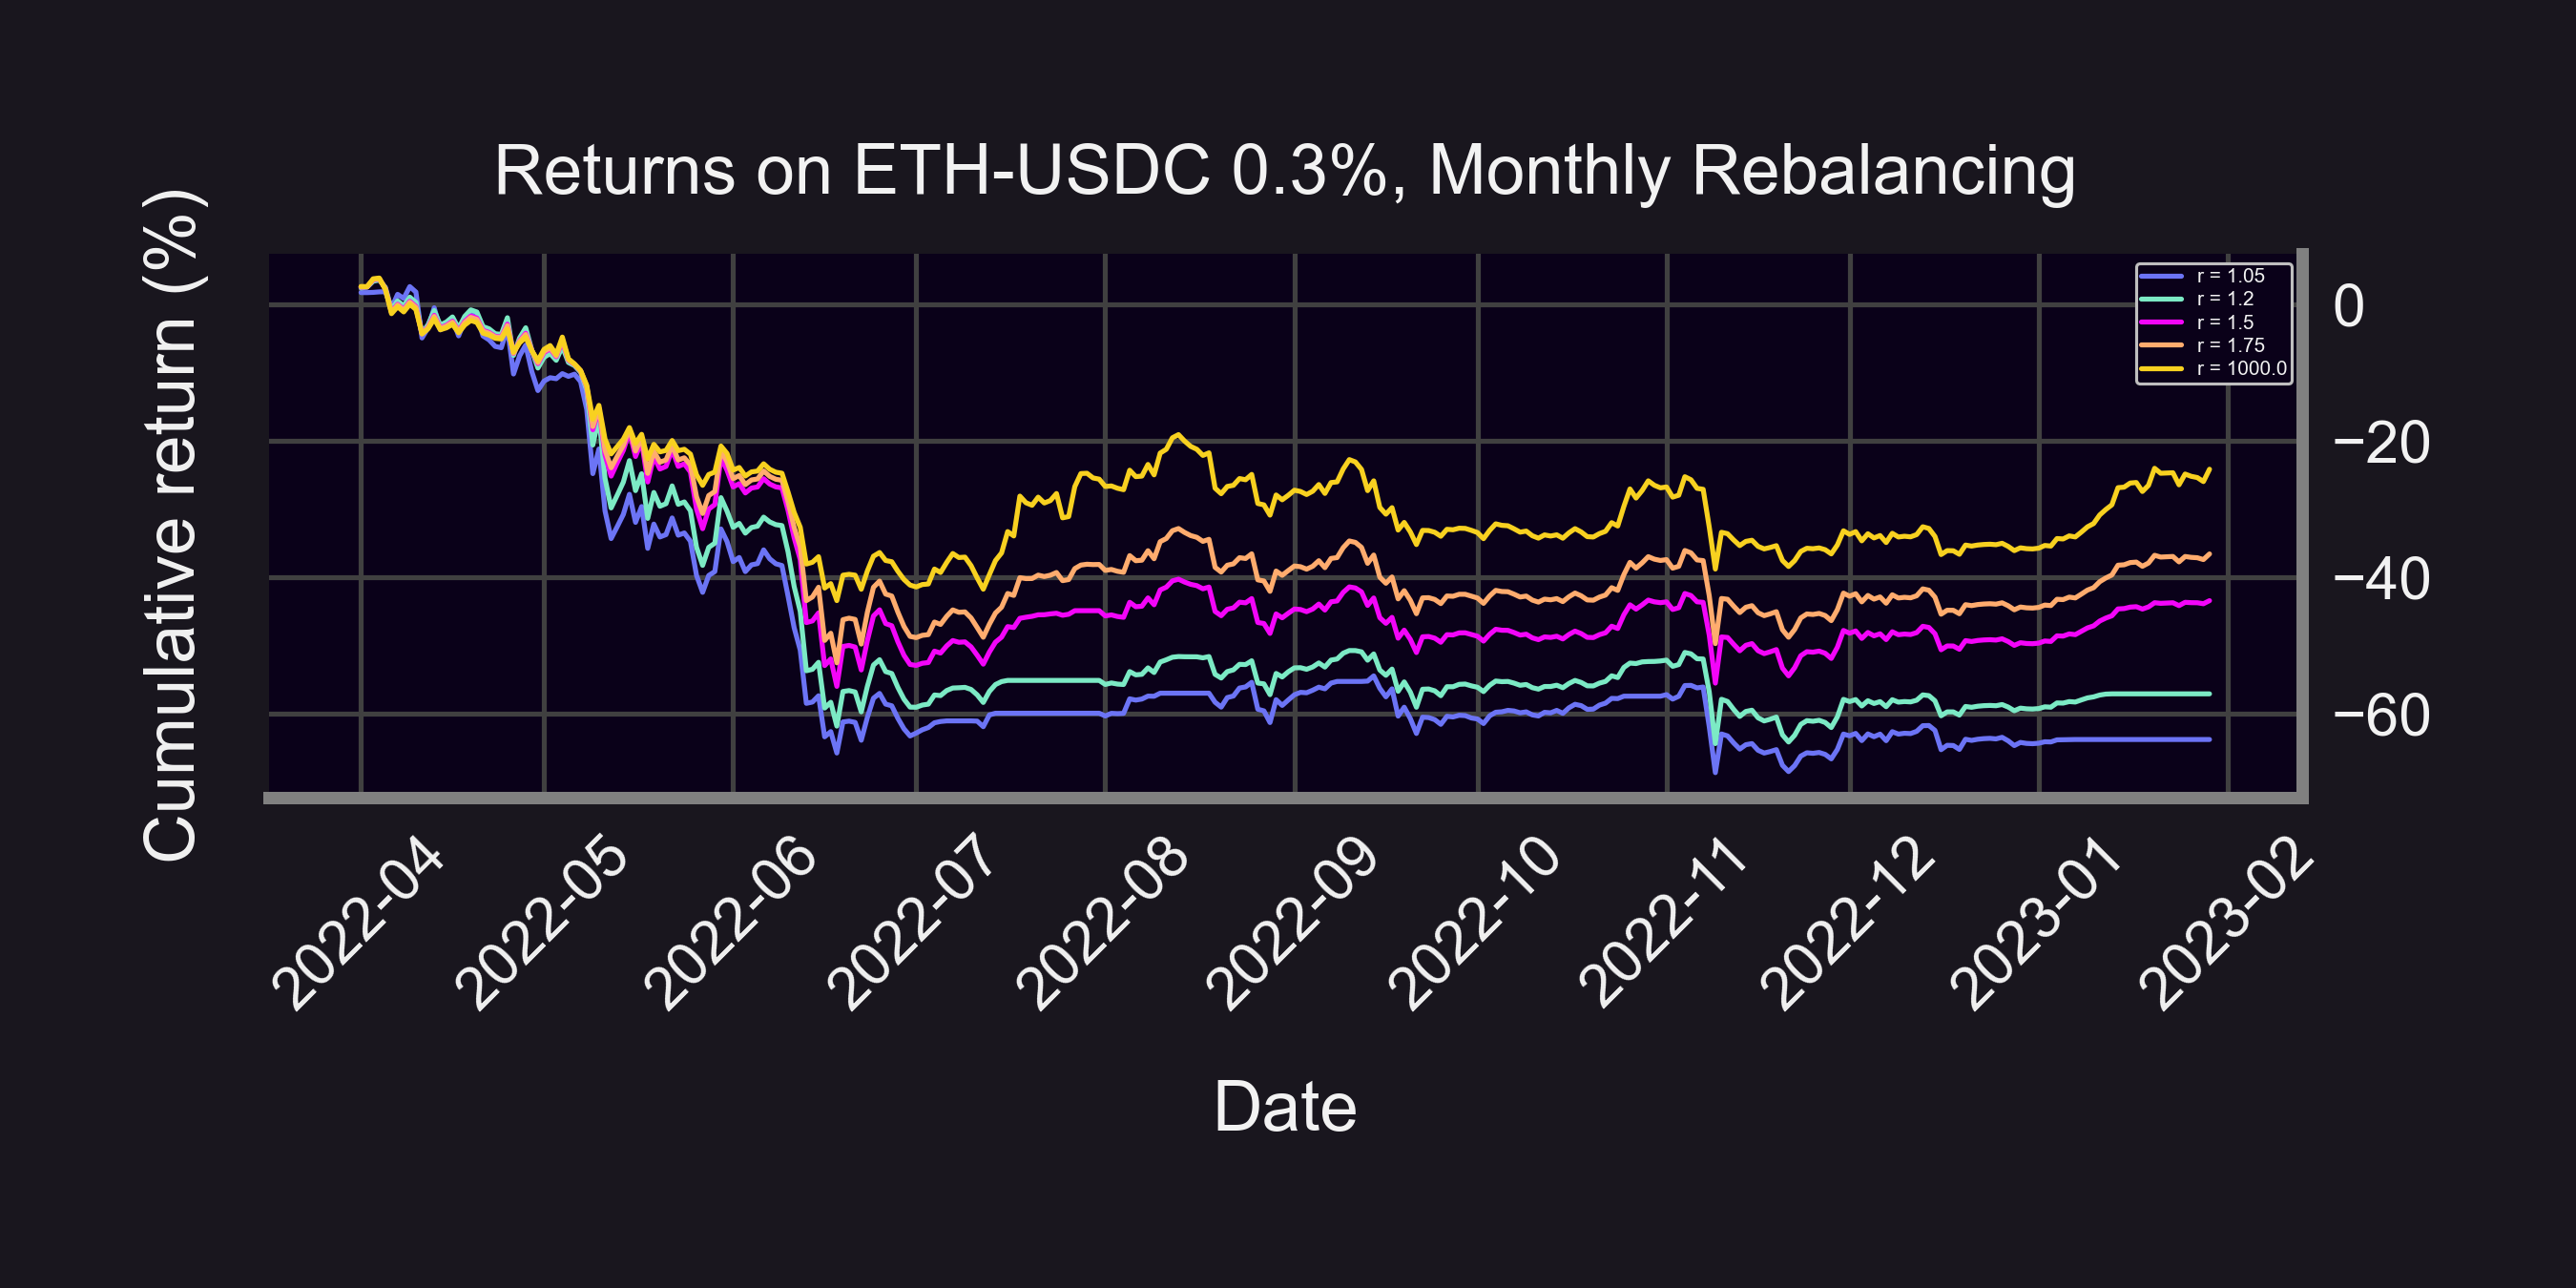 Returns on ETH-USDC 0.3%, Monthly Rebalancing
Cumulative return (%)
r = 1.05
r = 1.2
r = 1.5
r = 1.75
r = 1000.0
0
−20
−40
−60
2022-04
2022-05
2022-06
2022-07
2022-08
2022-09
2022-10
2022-11
2022-12
2023-01
2023-02
Date